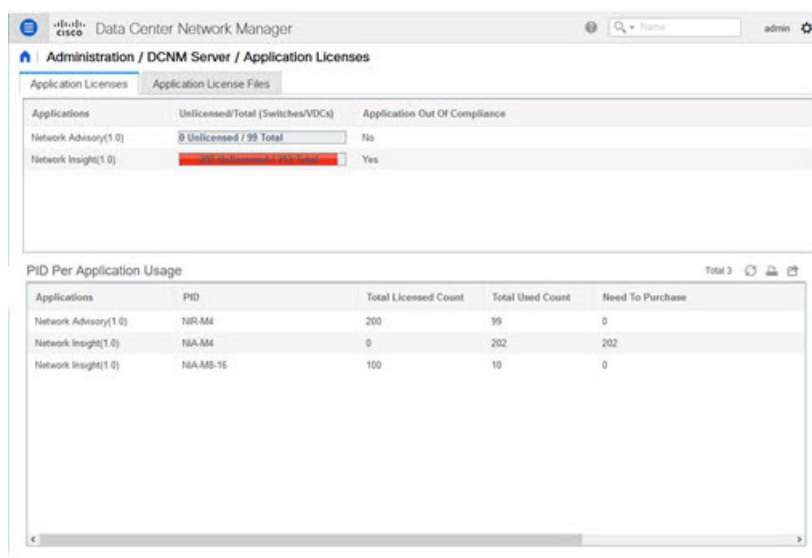 cisco Data Center Network Manager Name admin
Administration / DCNM Server / Application Licenses
Application Licenses Application License Files
Applications Unlicensed/Total (Switches/VDCs) Application Out Of Compliance
Network Advisory(1.0) 0 Unlicensed / 99 Total No
Network Insight(1.0) Unlicensed / Total Yes
PID Per Application Usage Total 3
Applications PID Total Licensed Count Total Used Count Need To Purchase
Network Advisory(1.0) NIR-M4 200 99 0
Network Insight(1.0) NIA-M4 0 202 202
Network Insight(1.0) NIA-M8-16 100 10 0